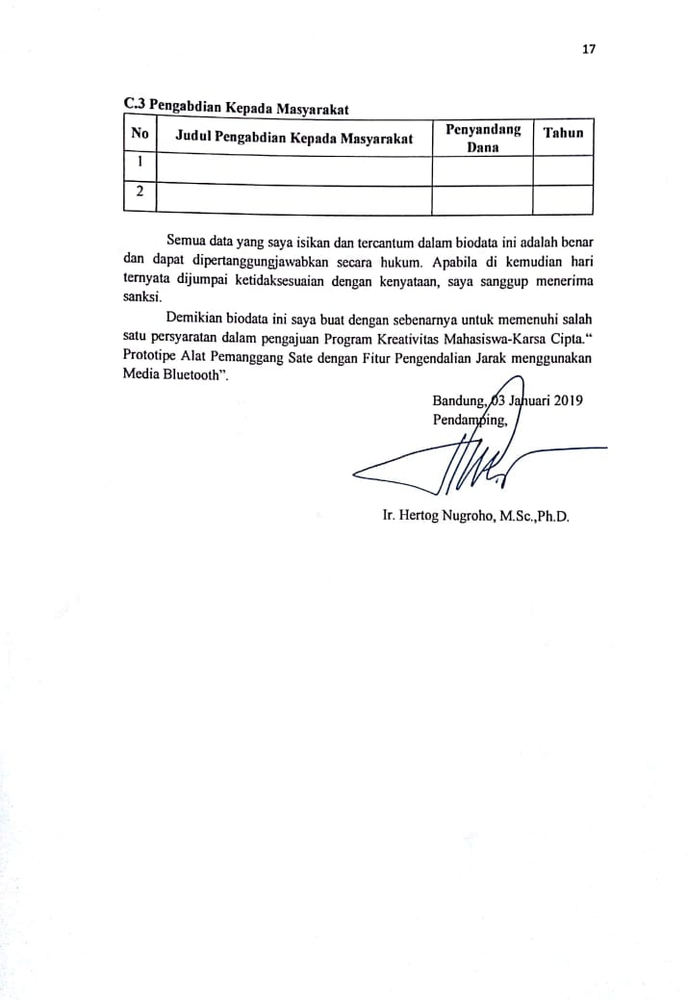 17
C.3 Pengabdian Kepada Masyarakat
No Judul Pengabdian Kepada Masyarakat Penyandang Dana Tahun
1
2
Semua data yang saya isikan dan tercantum dalam biodata ini adalah benar
dan dapat dipertanggungjawabkan secara hukum. Apabila di kemudian hari
ternyata dijumpai ketidaksesuaian dengan kenyataan, saya sanggup menerima
sanksi.
Demikian biodata ini saya buat dengan sebenarnya untuk memenuhi salah
satu persyaratan dalam pengajuan Program Kreativitas Mahasiswa-Karsa Cipta.“
Prototipe Alat Pemanggang Sate dengan Fitur Pengendalian Jarak menggunakan
Media Bluetooth”.
Bandung, 03 Januari 2019
Pendamping,
Ir. Hertog Nugroho, M.Sc.,Ph.D.